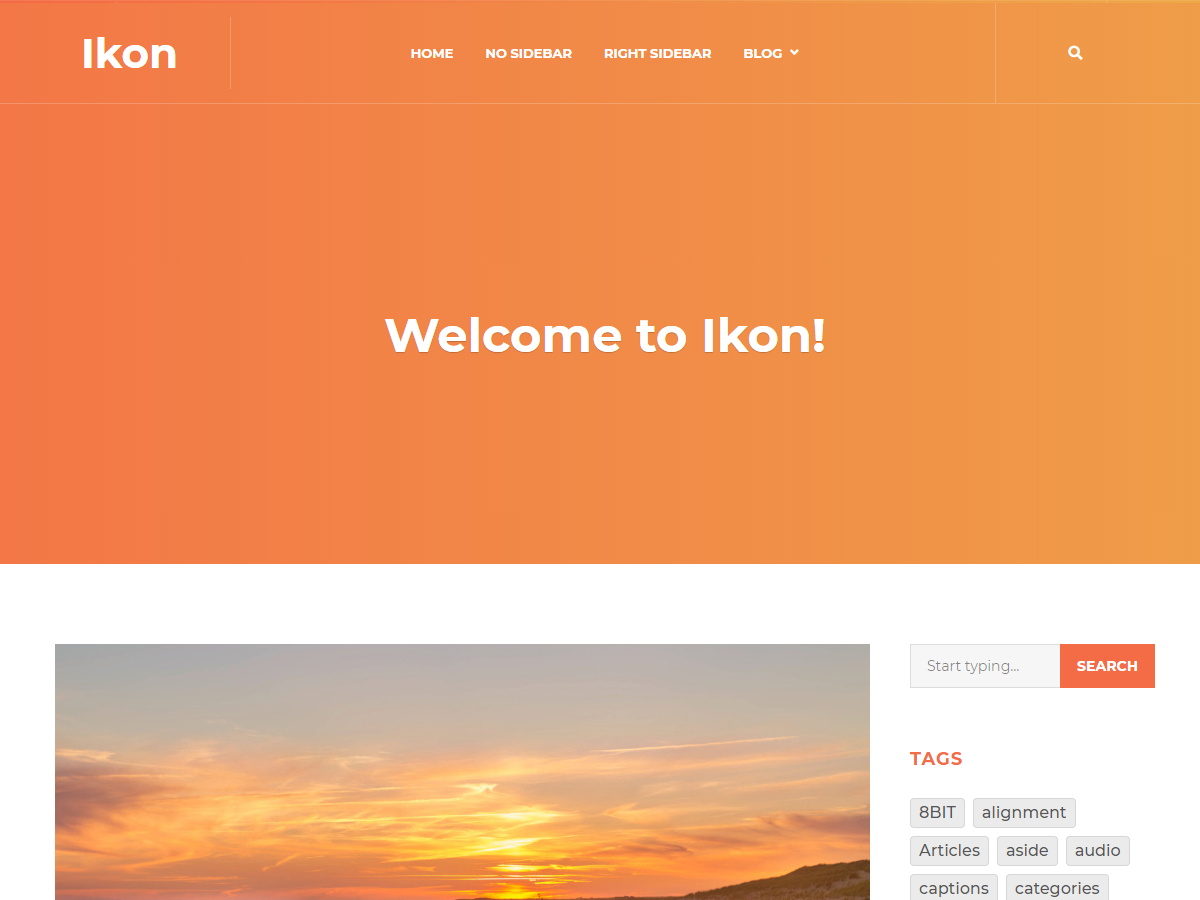 Ikon
HOME NO SIDEBAR RIGHT SIDEBAR BLOG
Welcome to Ikon!
Start typing... SEARCH
TAGS
8BIT alignment
Articles aside audio
captions categories